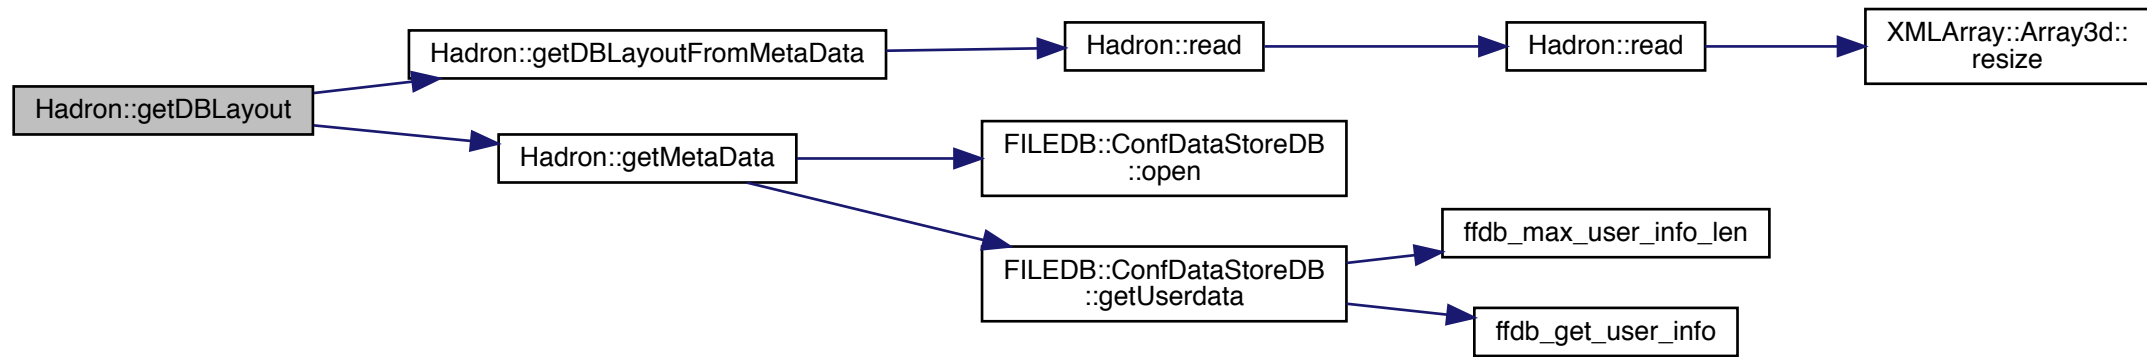 Hadron::getDBLayout
Hadron::getDBLayoutFromMetaData
Hadron::read
Hadron::read
XMLArray::Array3d::
resize
Hadron::getMetaData
FILEDB::ConfDataStoreDB
::open
FILEDB::ConfDataStoreDB
::getUserdata
ffdb_max_user_info_len
ffdb_get_user_info